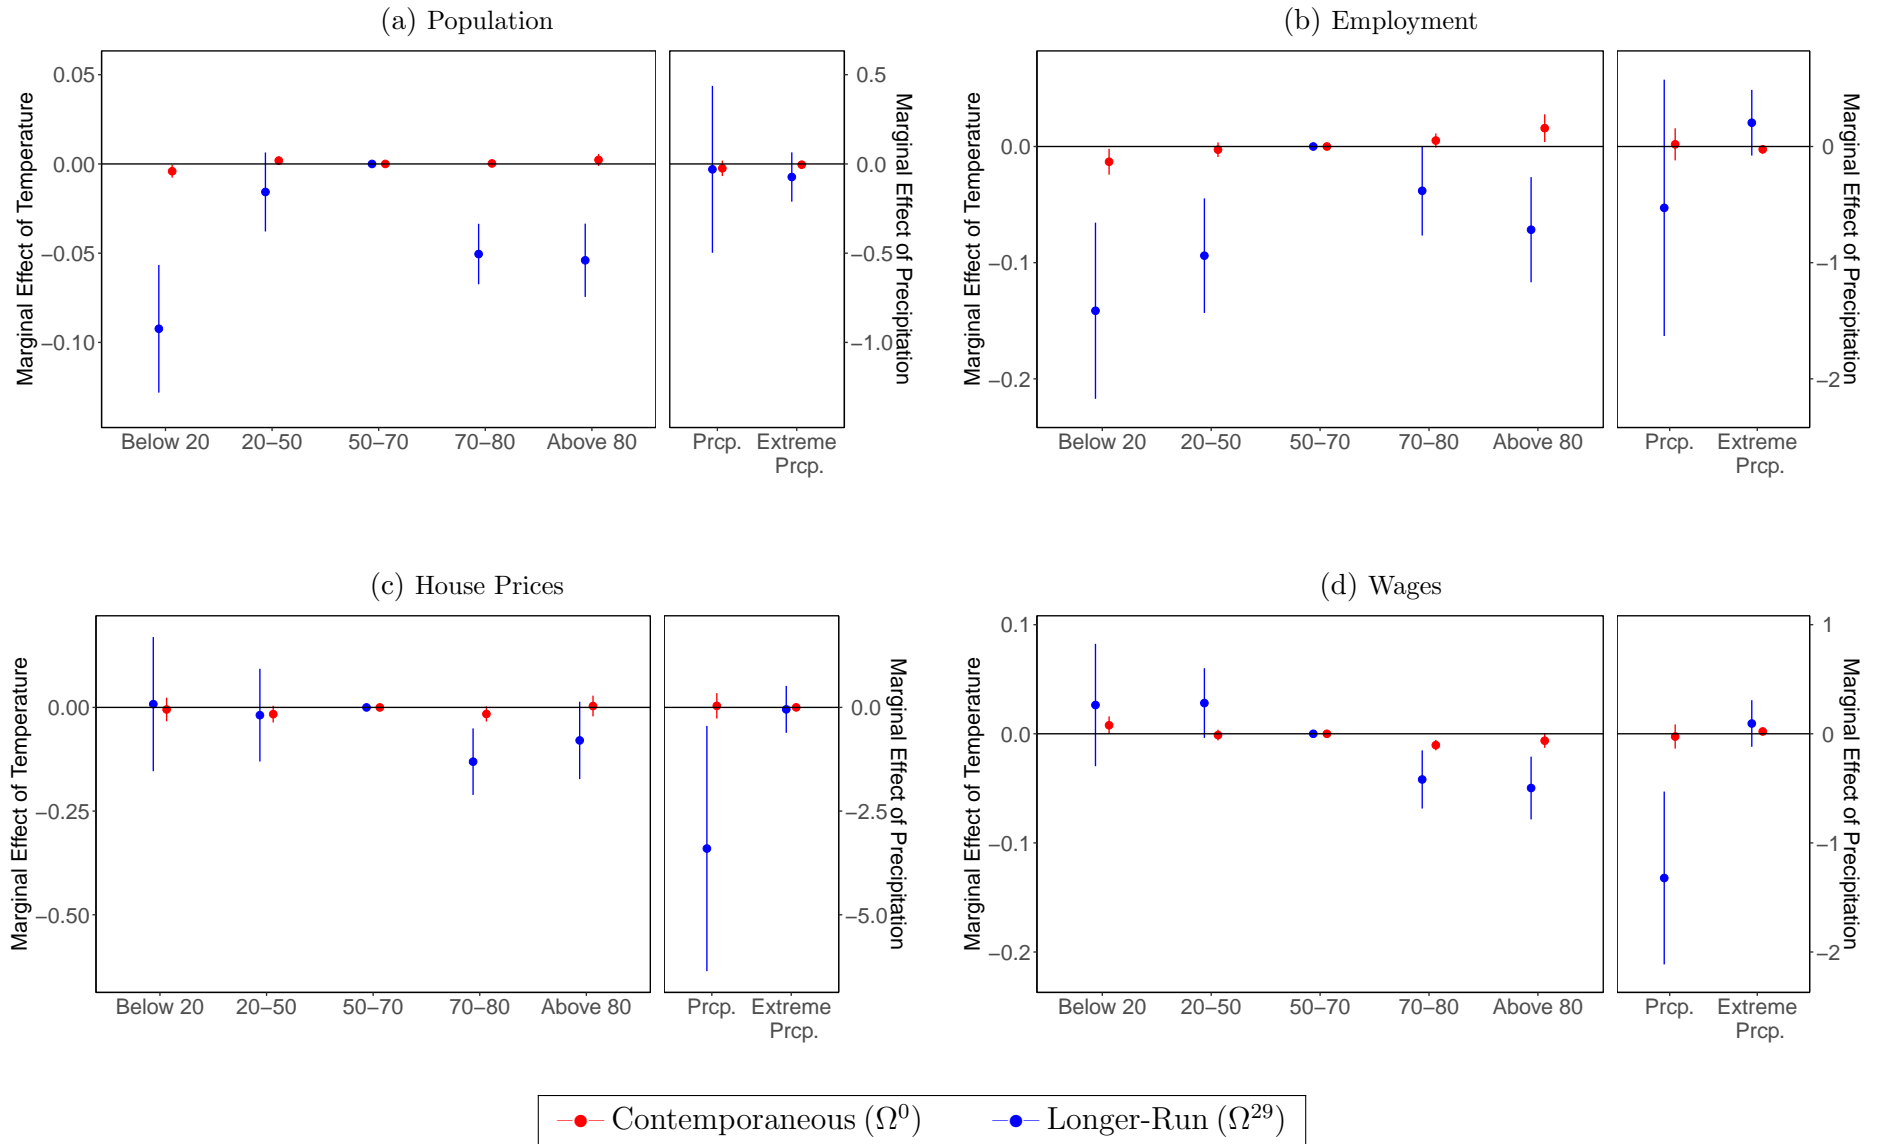 (a) Population
0.05
0.00
−0.05
−0.10
Marginal Effect of Temperature
0.5
0.0
−0.5
−1.0
Marginal Effect of Precipitation
Below 20 20−50 50−70 70−80 Above 80 Prcp. Extreme
Prcp.
(b) Employment
0.0
−0.1
−0.2
Marginal Effect of Temperature
0
−1
−2
Marginal Effect of Precipitation
Below 20 20−50 50−70 70−80 Above 80 Prcp. Extreme
Prcp.
(c) House Prices
0.00
−0.25
−0.50
Marginal Effect of Temperature
0.0
−2.5
−5.0
Marginal Effect of Precipitation
Below 20 20−50 50−70 70−80 Above 80 Prcp. Extreme
Prcp.
(d) Wages
0.1
0.0
−0.1
−0.2
Marginal Effect of Temperature
1
0
−1
−2
Marginal Effect of Precipitation
Below 20 20−50 50−70 70−80 Above 80 Prcp. Extreme
Prcp.
Contemporaneous (Ω⁰) Longer-Run (Ω²⁹)